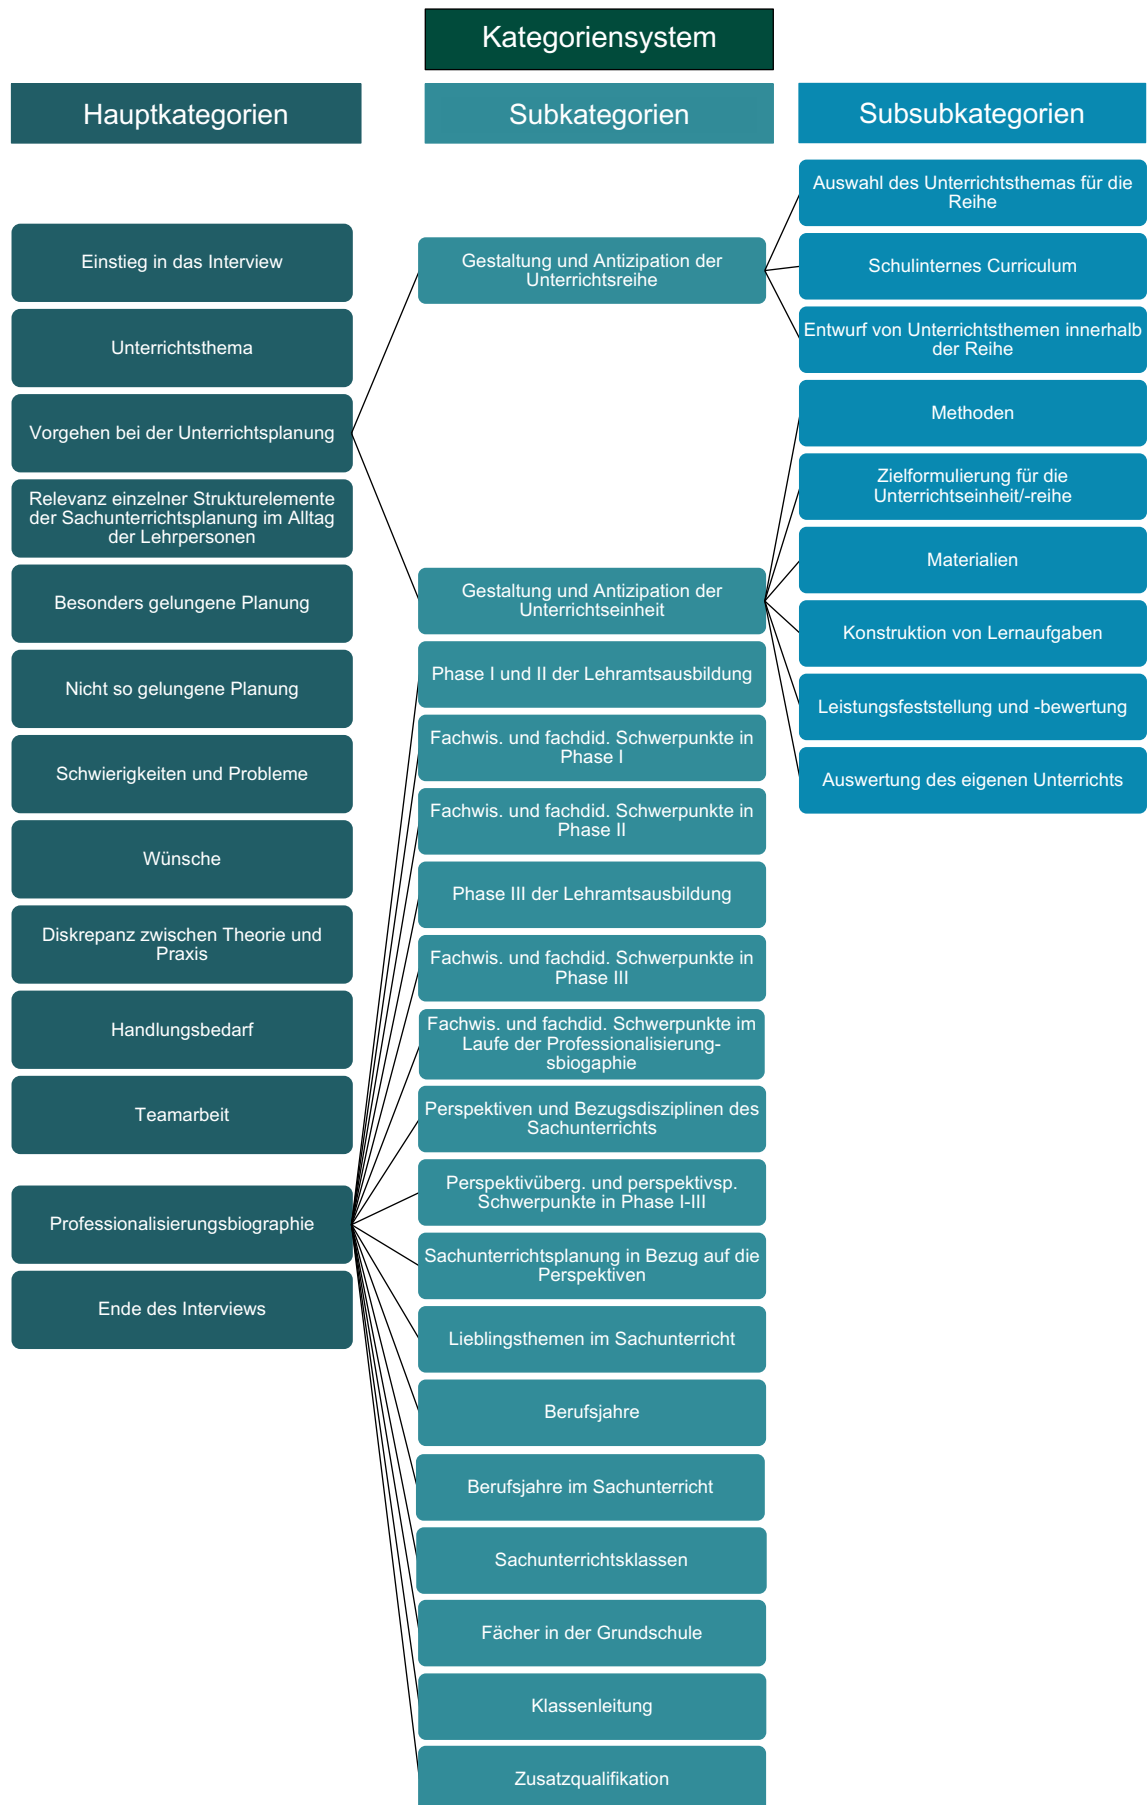 Kategoriensystem
Hauptkategorien
Subkategorien
Subsubkategorien
Einstieg in das Interview
Unterrichtsthema
Vorgehen bei der Unterrichtsplanung
Relevanz einzelner Strukturelemente
der Sachunterrichtsplanung im Alltag
der Lehrpersonen
Besonders gelungene Planung
Nicht so gelungene Planung
Schwierigkeiten und Probleme
Wünsche
Diskrepanz zwischen Theorie und
Praxis
Handlungsbedarf
Teamarbeit
Professionalisierungsbiographie
Ende des Interviews
Gestaltung und Antizipation der
Unterrichtsreihe
Gestaltung und Antizipation der
Unterrichtseinheit
Phase I und II der Lehramtsausbildung
Fachwis. und fachdid. Schwerpunkte in
Phase I
Fachwis. und fachdid. Schwerpunkte in
Phase II
Phase III der Lehramtsausbildung
Fachwis. und fachdid. Schwerpunkte in
Phase III
Fachwis. und fachdid. Schwerpunkte im
Laufe der Professionalisierung-
sbiogaphie
Perspektiven und Bezugsdisziplinen des
Sachunterrichts
Perspektivüberg. und perspektivsp.
Schwerpunkte in Phase I-III
Sachunterrichtsplanung in Bezug auf die
Perspektiven
Lieblingsthemen im Sachunterricht
Berufsjahre
Berufsjahre im Sachunterricht
Sachunterrichtsklassen
Fächer in der Grundschule
Klassenleitung
Zusatzqualifikation
Auswahl des Unterrichtsthemas für die
Reihe
Schulinternes Curriculum
Entwurf von Unterrichtsthemen innerhalb
der Reihe
Methoden
Zielformulierung für die
Unterrichtseinheit/-reihe
Materialien
Konstruktion von Lernaufgaben
Leistungsfeststellung und -bewertung
Auswertung des eigenen Unterrichts